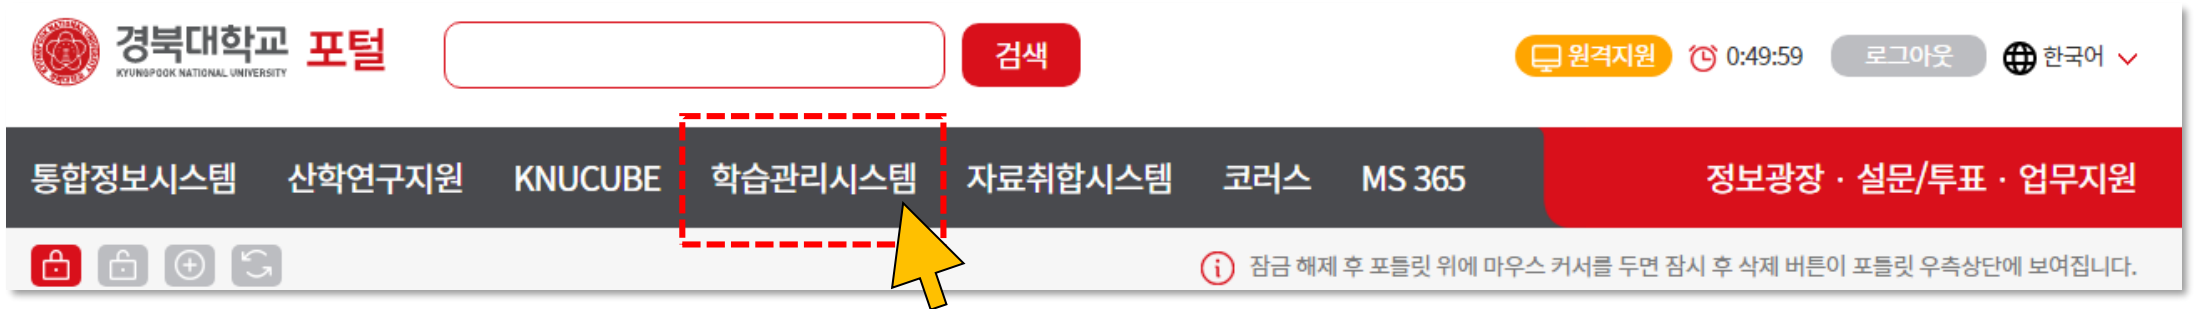 경북대학교 포털
KYUNGPOOK NATIONAL UNIVERSITY
검색
원격지원 0:49:59 로그아웃 한국어
통합정보시스템 산학연구지원 KNUCUBE 학습관리시스템 자료취합시스템 코러스 MS 365 정보광장 · 설문/투표 · 업무지원
잠금 해제 후 포틀릿 위에 마우스 커서를 두면 잠시 후 삭제 버튼이 포틀릿 우측상단에 보여집니다.